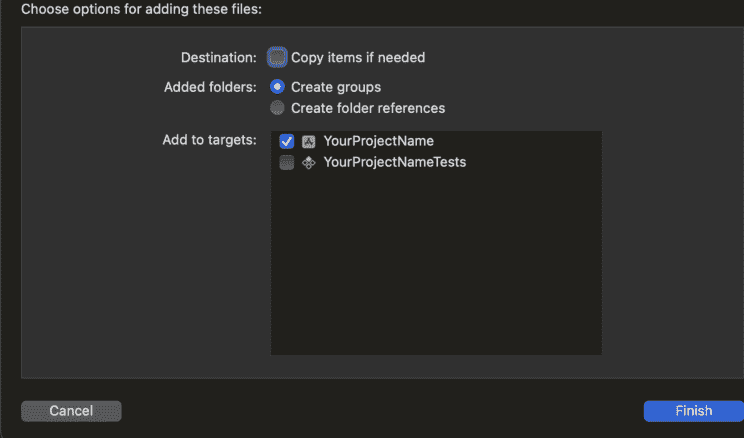 Choose options for adding these files:
Destination: Copy items if needed
Added folders: Create groups
Create folder references
Add to targets: YourProjectName
YourProjectNameTests
Cancel Finish